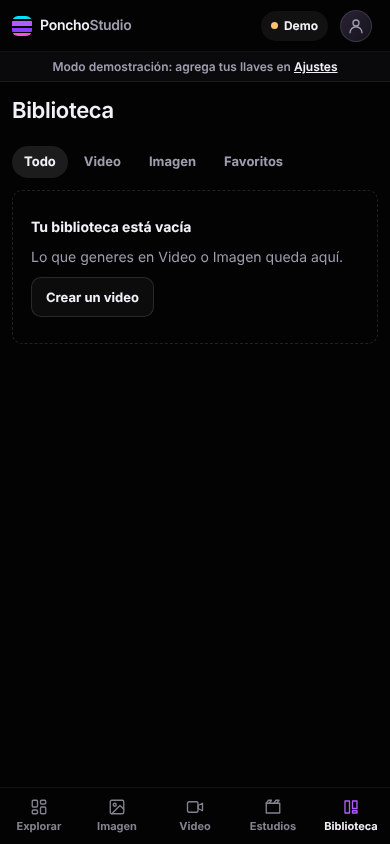 PonchoStudio
Demo
Modo demostración: agrega tus llaves en Ajustes
Biblioteca
Todo
Video
Imagen
Favoritos
Tu biblioteca está vacía
Lo que generes en Video o Imagen queda aquí.
Crear un video
Explorar
Imagen
Video
Estudios
Biblioteca